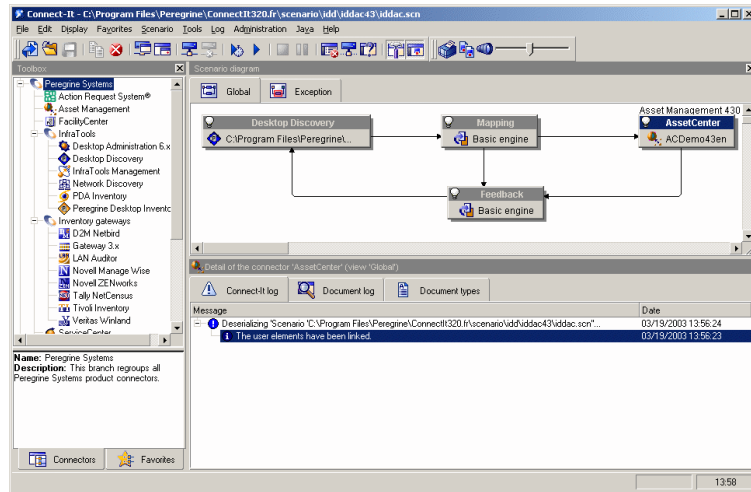 Connect-It - C:\Program Files\Peregrine\ConnectIt320.fr\scenario\idd\iddac43\iddac.scn
File Edit Display Favorites Scenario Tools Log Administration Java Help
Toolbox
Scenario diagram
Peregrine Systems
Action Request System®
Asset Management
FacilityCenter
InfraTools
Desktop Administration 6.x
Desktop Discovery
InfraTools Management
Network Discovery
PDA Inventory
Peregrine Desktop Invento
Inventory gateways
D2M Netbird
Gateway 3.x
LAN Auditor
Novell Manage Wise
Novell ZENworks
Tally NetCensus
Tivoli Inventory
Veritas Winland
ServiceCenter
Name: Peregrine Systems
Description: This branch regroups all
Peregrine Systems product connectors.
Connectors Favorites
Global Exception
Asset Management 430
Desktop Discovery
C:\Program Files\Peregrine\...
Mapping
Basic engine
AssetCenter
ACDemo43en
Feedback
Basic engine
Detail of the connector 'AssetCenter' (view 'Global')
Connect-It log Document log Document types
Message Date
Deserializing 'Scenario 'C:\Program Files\Peregrine\ConnectIt320.fr\scenario\idd\iddac43\iddac.scn''... 03/19/2003 13:56:24
The user elements have been linked. 03/19/2003 13:56:23
13:58